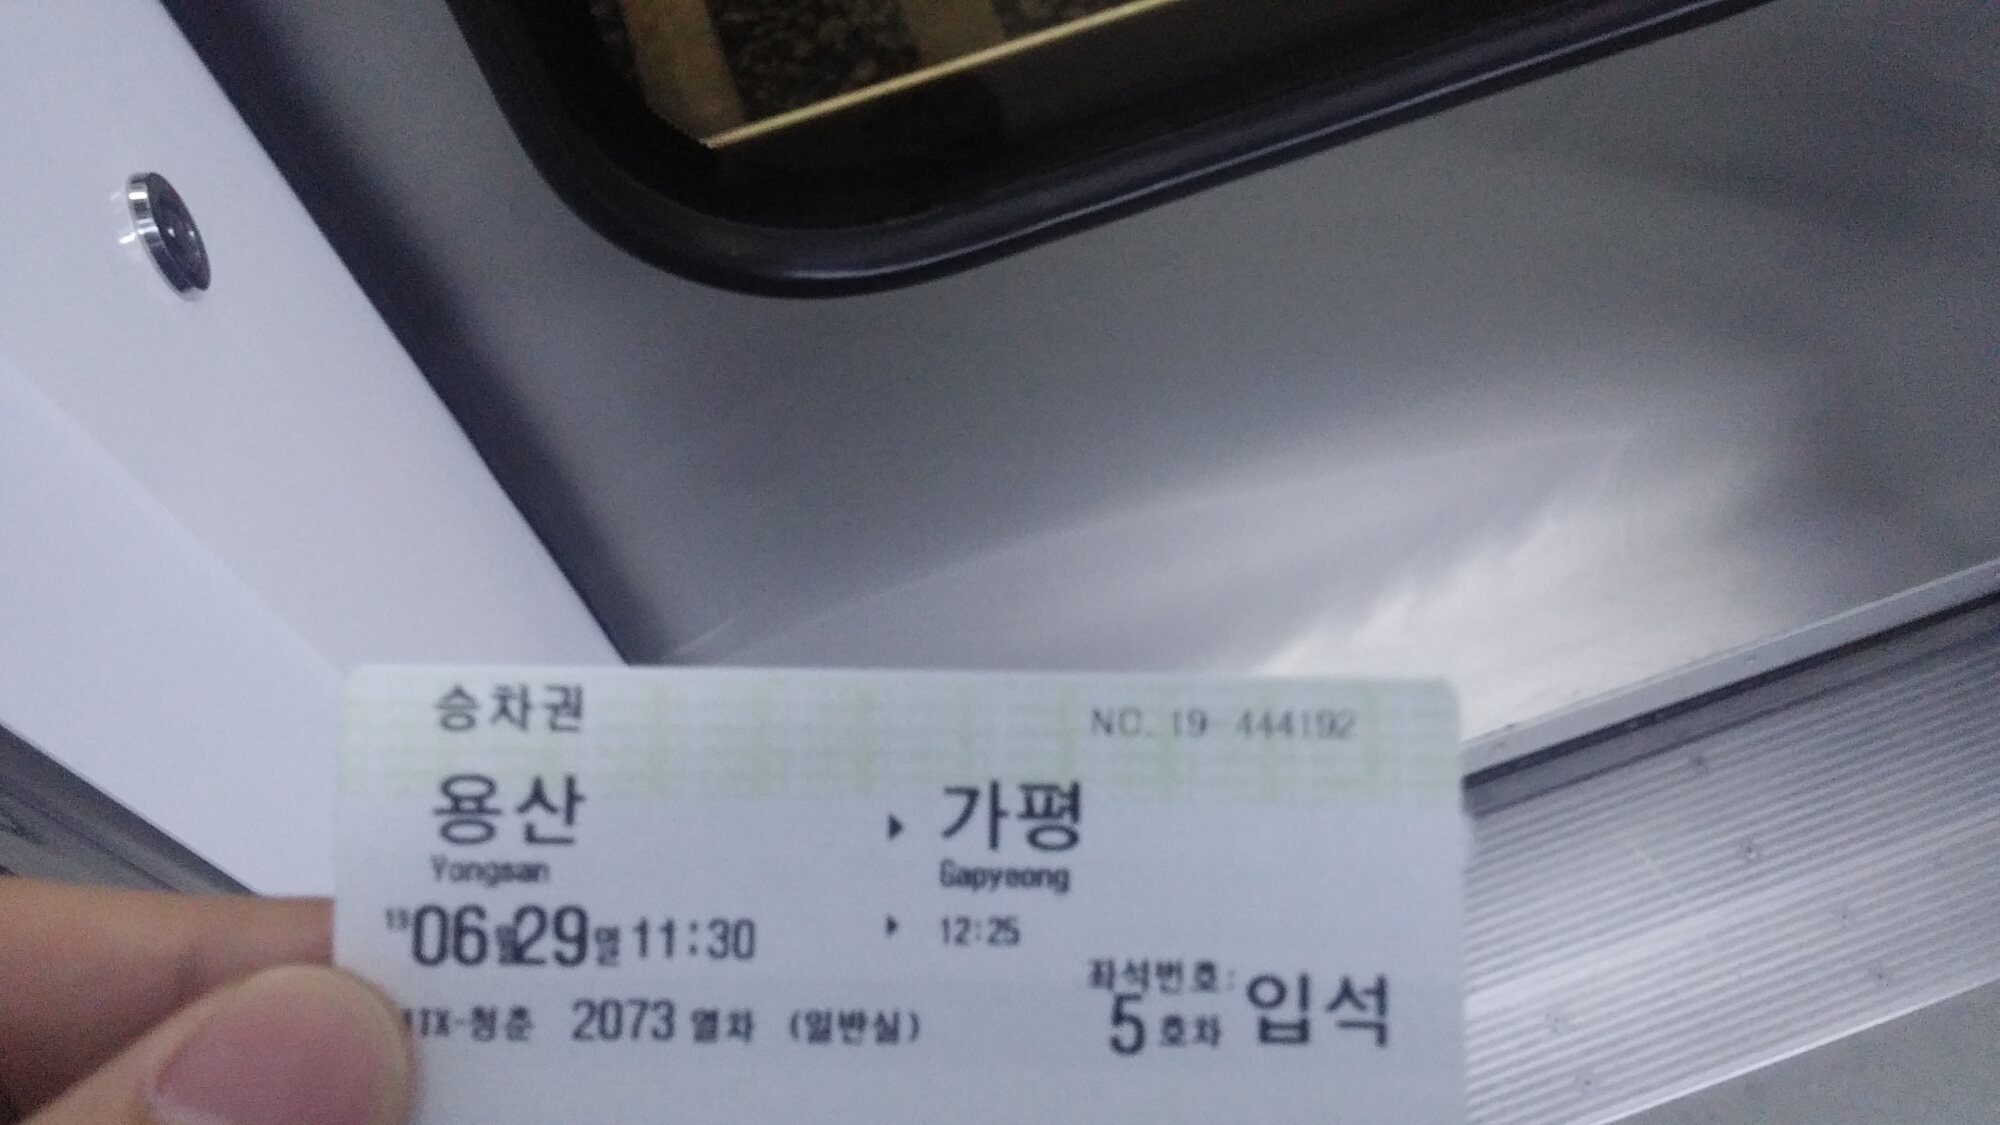 승차권 NO. 19-444192
용산 ▶ 가평
Yongsan Gapyeong
19 06월 29일 11:30 ▶ 12:25
TX-청춘 2073 열차 (일반실)
좌석번호:
5 호차 입석